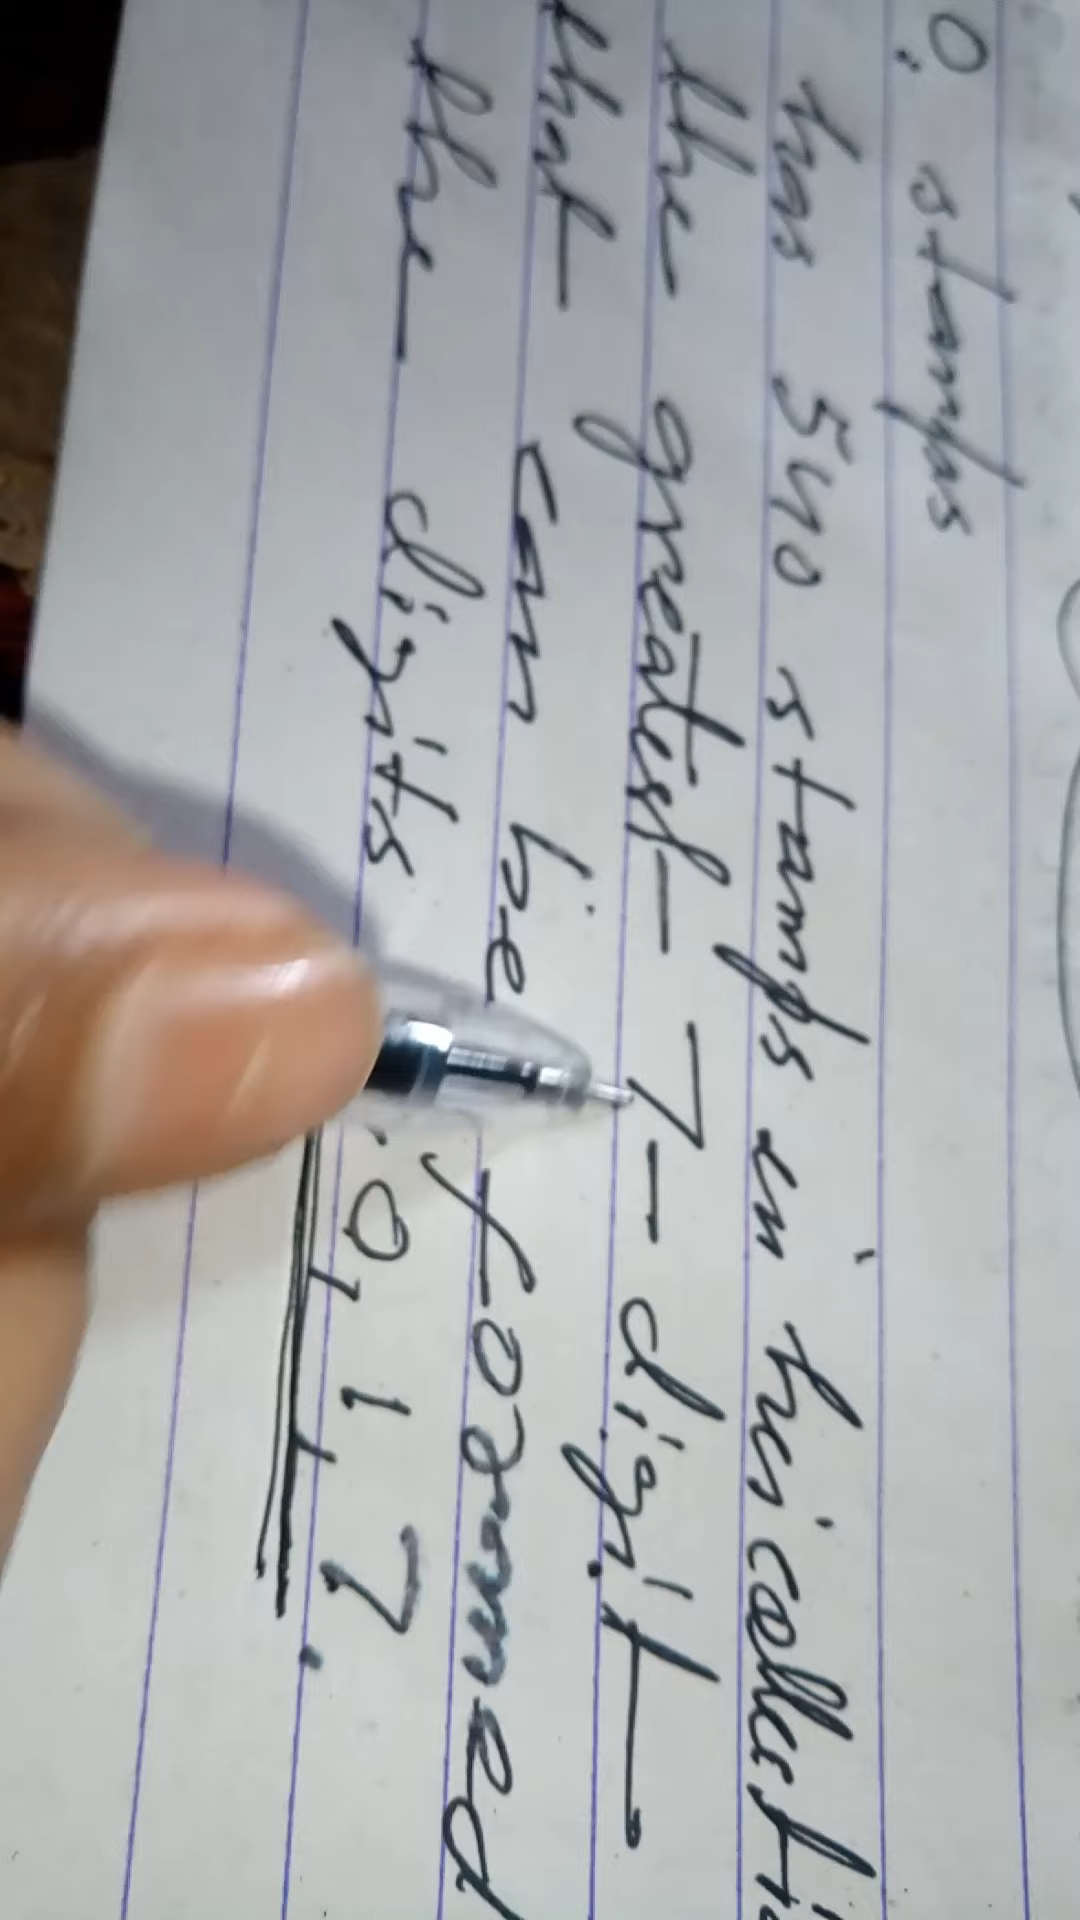 0. stamps
has 540 stamps in his collectio
the greatest 7-digit
that can be formed
the digits 0, 1, 7.